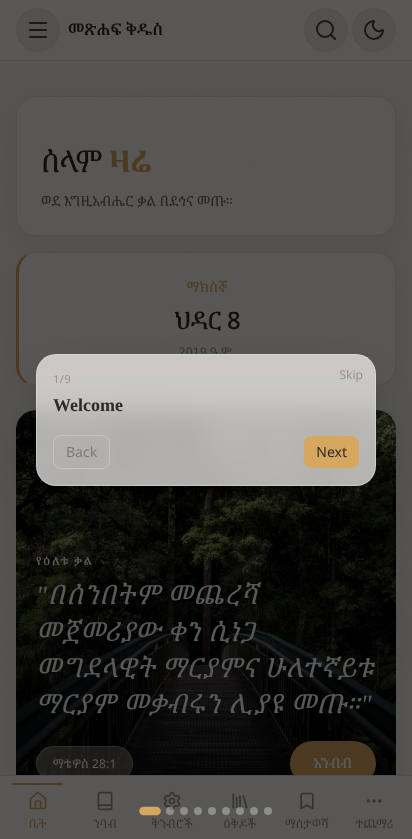 መጽሐፍ ቅዱስ
ሰላም ዛሬ
ወደ እግዚአብሔር ቃል በደኅና መጡ።
ማክሰኞ
ህዳር 8
2019 ዓ.ም.
1/9
Skip
Welcome
Back
Next
የዕለቱ ቃል
"በሰንበትም መጨረሻ
መጀመሪያው ቀን ሲነጋ
መግደላዊት ማርያምና ሁለተኛይቱ
ማርያም መቃብሩን ሊያዩ መጡ።"
ማቴዎስ 28:1
አንብብ
ቤት
ንባብ
ቅንብሮች
ዕቅዶች
ማስታወሻ
ተጨማሪ